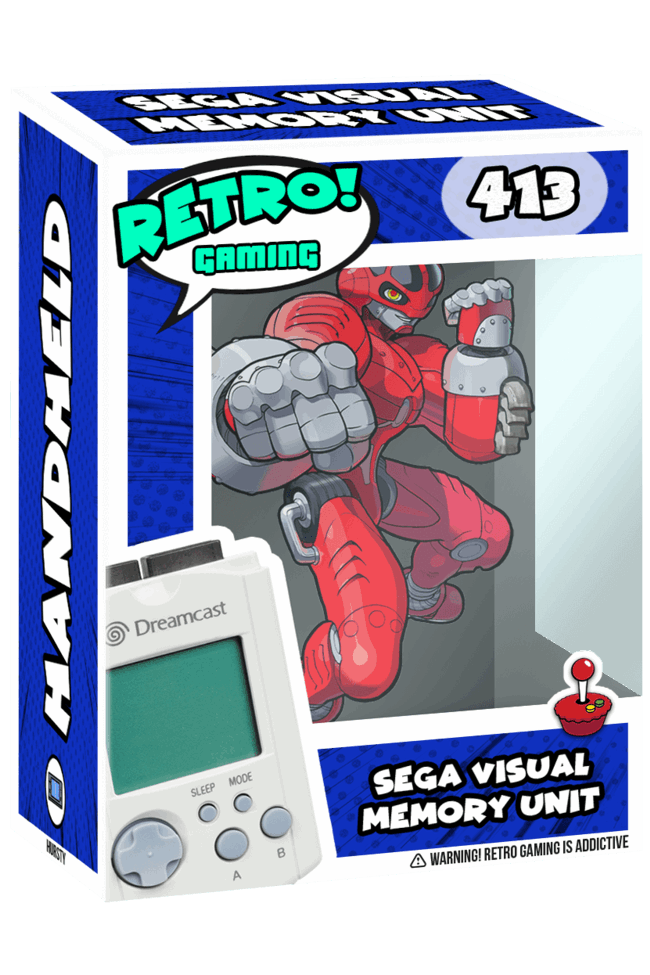 SEGA VISUAL
MEMORY UNIT
RETRO!
GAMING
413
HANDHELD
Dreamcast
SLEEP MODE
A B
SEGA VISUAL
MEMORY UNIT
WARNING! RETRO GAMING IS ADDICTIVE
HURSTY